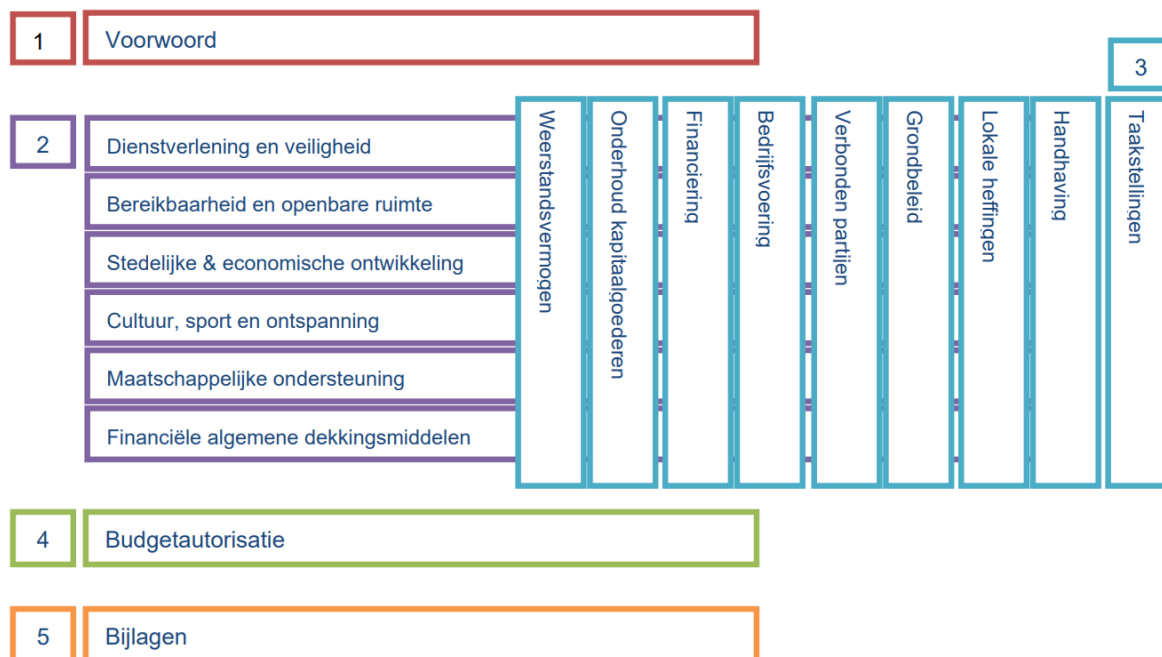 1 Voorwoord
3
2
Dienstverlening en veiligheid
Bereikbaarheid en openbare ruimte
Stedelijke & economische ontwikkeling
Cultuur, sport en ontspanning
Maatschappelijke ondersteuning
Financiële algemene dekkingsmiddelen
Weerstandsvermogen
Onderhoud kapitaalgoederen
Financiering
Bedrijfsvoering
Verbonden partijen
Grondbeleid
Lokale heffingen
Handhaving
Taakstellingen
4 Budgetautorisatie
5 Bijlagen